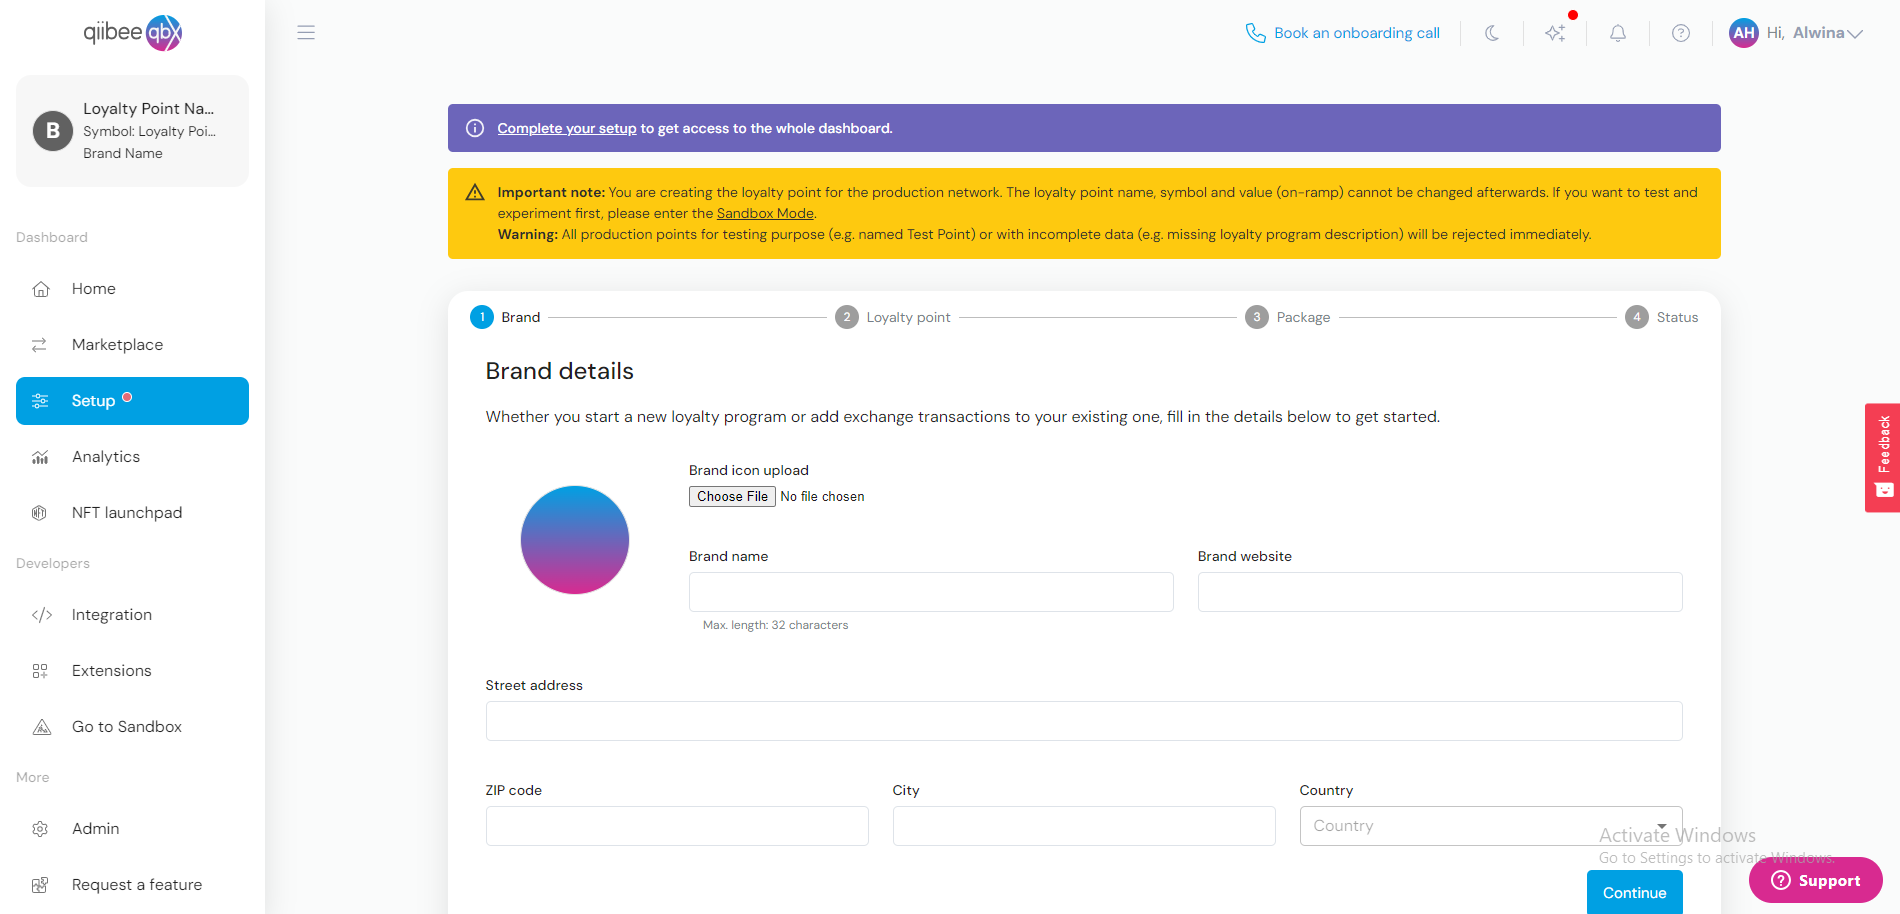 qiibee qbx
Loyalty Point Na...
Symbol: Loyalty Poi...
Brand Name
B
Dashboard
Home
Marketplace
Setup
Analytics
NFT launchpad
Developers
Integration
Extensions
Go to Sandbox
More
Admin
Request a feature
Book an onboarding call
AH Hi, Alwina
Complete your setup to get access to the whole dashboard.
Important note: You are creating the loyalty point for the production network. The loyalty point name, symbol and value (on-ramp) cannot be changed afterwards. If you want to test and
experiment first, please enter the Sandbox Mode.
Warning: All production points for testing purpose (e.g. named Test Point) or with incomplete data (e.g. missing loyalty program description) will be rejected immediately.
1 Brand 2 Loyalty point 3 Package 4 Status
Brand details
Whether you start a new loyalty program or add exchange transactions to your existing one, fill in the details below to get started.
Brand icon upload
Choose File No file chosen
Brand name Brand website
Max. length: 32 characters
Street address
ZIP code City Country
Country
Activate Windows
Go to Settings to activate Windows.
Continue
Support
Feedback